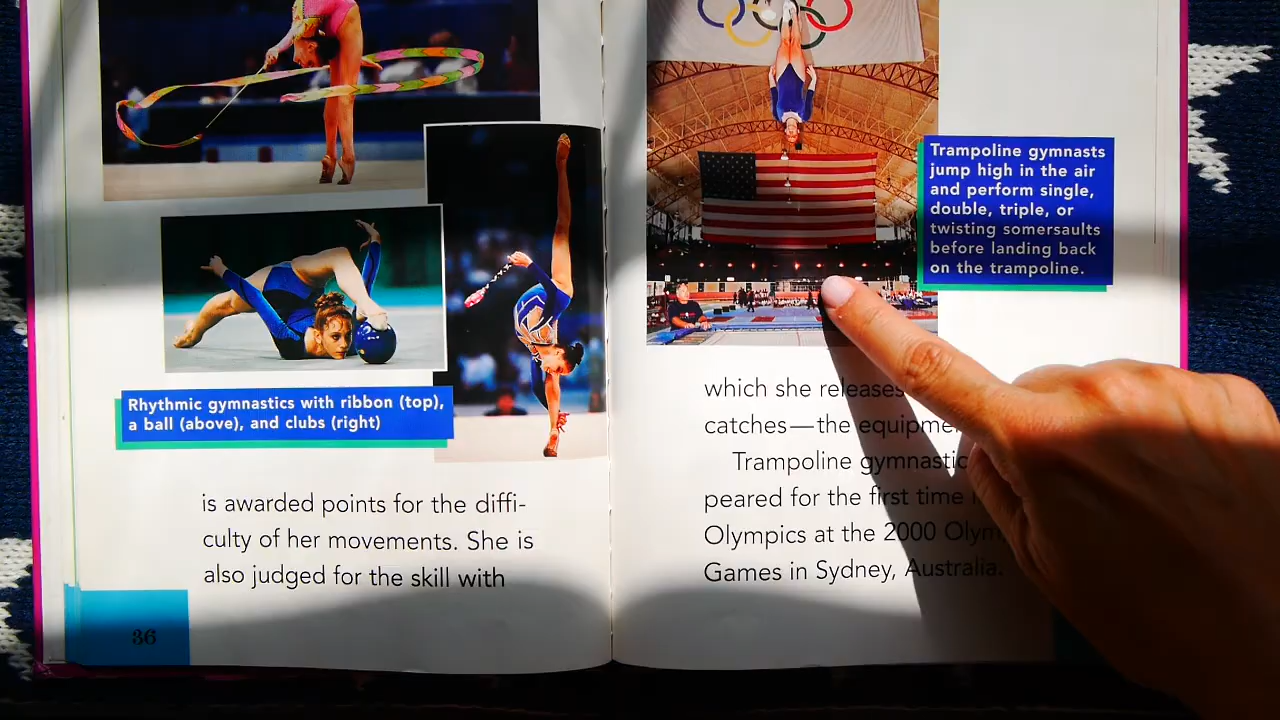 Rhythmic gymnastics with ribbon (top),
a ball (above), and clubs (right)
is awarded points for the diffi-
culty of her movements. She is
also judged for the skill with
36
Trampoline gymnasts
jump high in the air
and perform single,
double, triple, or
twisting somersaults
before landing back
on the trampoline.
which she releases
catches—the
Trampoline
peared for the first time
Olympics at the 2000
Games in Sydney, Australia.